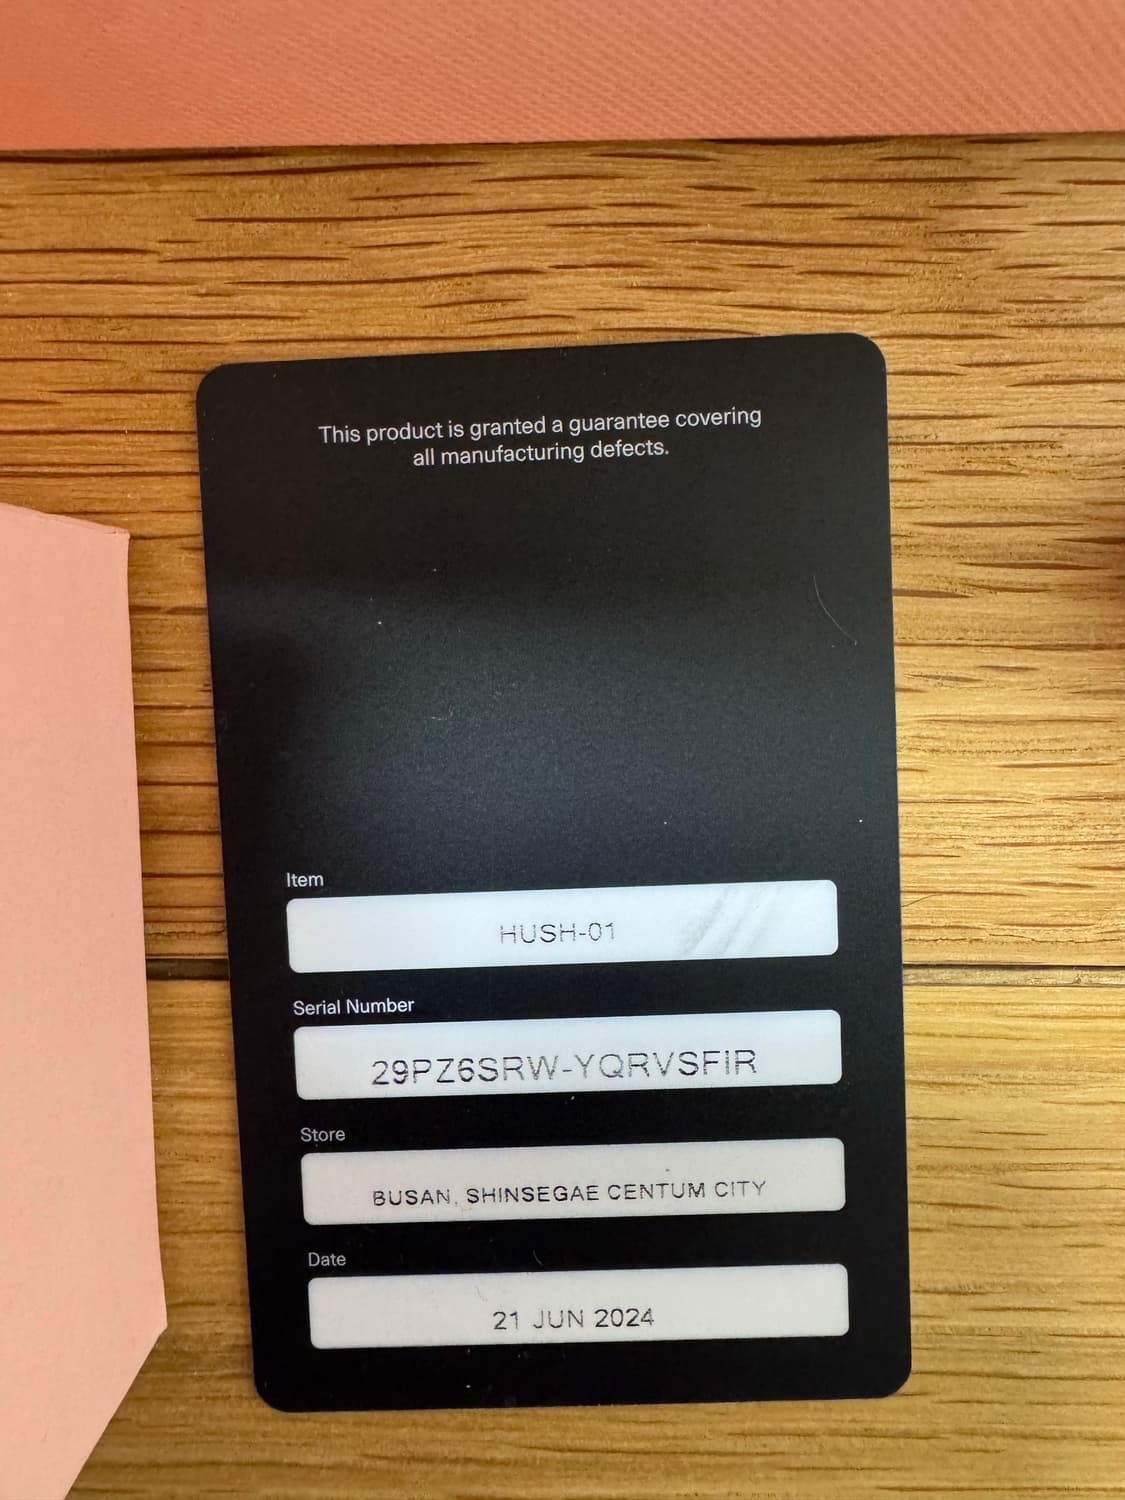 This product is granted a guarantee covering
all manufacturing defects.
Item
HUSH-01
Serial Number
29PZ6SRW-YQRVSFIR
Store
BUSAN, SHINSEGAE CENTUM CITY
Date
21 JUN 2024